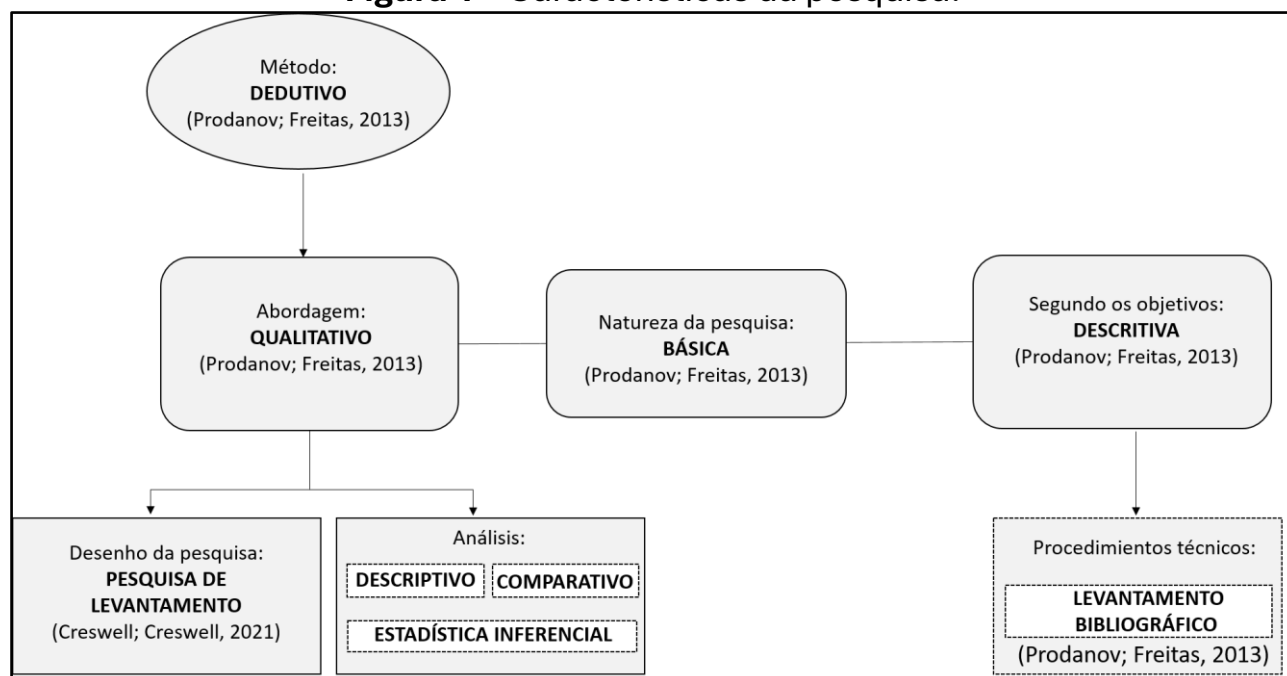 Figura 1 – Características da pesquisa.
Método:
DEDUTIVO
(Prodanov; Freitas, 2013)
Abordagem:
QUALITATIVO
(Prodanov; Freitas, 2013)
Natureza da pesquisa:
BÁSICA
(Prodanov; Freitas, 2013)
Segundo os objetivos:
DESCRITIVA
(Prodanov; Freitas, 2013)
Desenho da pesquisa:
PESQUISA DE
LEVANTAMENTO
(Creswell; Creswell, 2021)
Análisis:
DESCRIPTIVO COMPARATIVO
ESTADÍSTICA INFERENCIAL
Procedimientos técnicos:
LEVANTAMENTO
BIBLIOGRÁFICO
(Prodanov; Freitas, 2013)